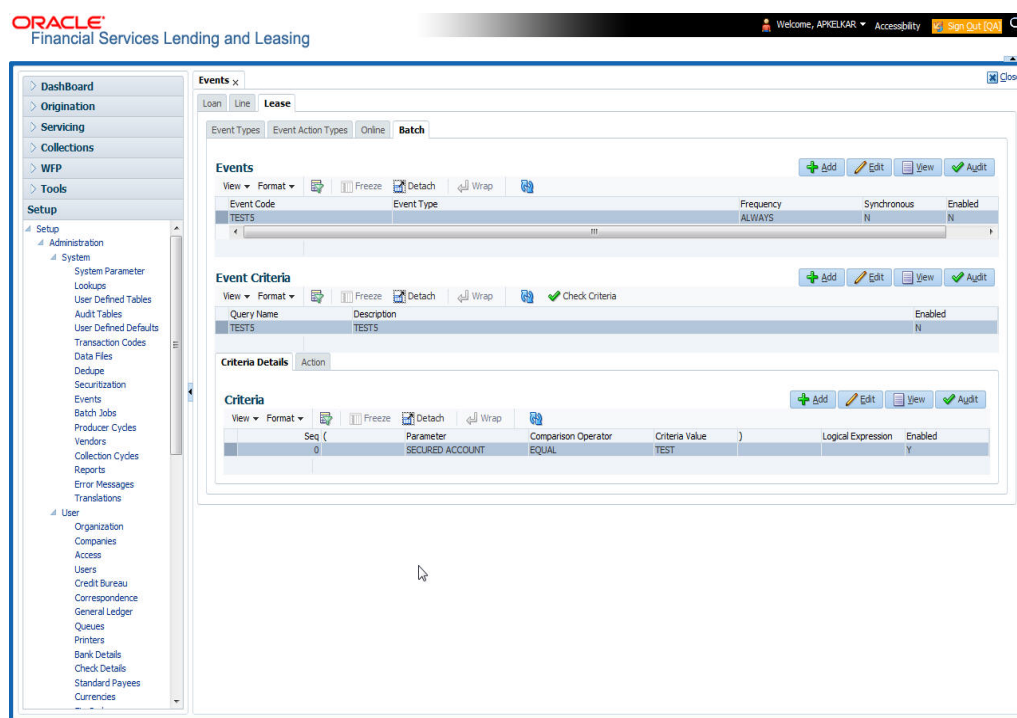 ORACLE
Financial Services Lending and Leasing
Welcome, APKELKAR Accessibility Sign Out [QA]
DashBoard
Origination
Servicing
Collections
WFP
Tools
Setup
Setup
Administration
System
System Parameter
Lookups
User Defined Tables
Audit Tables
User Defined Defaults
Transaction Codes
Data Files
Dedupe
Securitization
Events
Batch Jobs
Producer Cycles
Vendors
Collection Cycles
Reports
Error Messages
Translations
User
Organization
Companies
Access
Users
Credit Bureau
Correspondence
General Ledger
Queues
Printers
Bank Details
Check Details
Standard Payees
Currencies
Events Close
Loan Line Lease
Event Types Event Action Types Online Batch
Events Add Edit View Audit
View Format Freeze Detach Wrap
Event Code Event Type Frequency Synchronous Enabled
TEST5 ALWAYS N N
Event Criteria Add Edit View Audit
View Format Freeze Detach Wrap Check Criteria
Query Name Description Enabled
TEST5 TEST5 N
Criteria Details Action
Criteria Add Edit View Audit
View Format Freeze Detach Wrap
Seq ( Parameter Comparison Operator Criteria Value ) Logical Expression Enabled
0 SECURED ACCOUNT EQUAL TEST Y